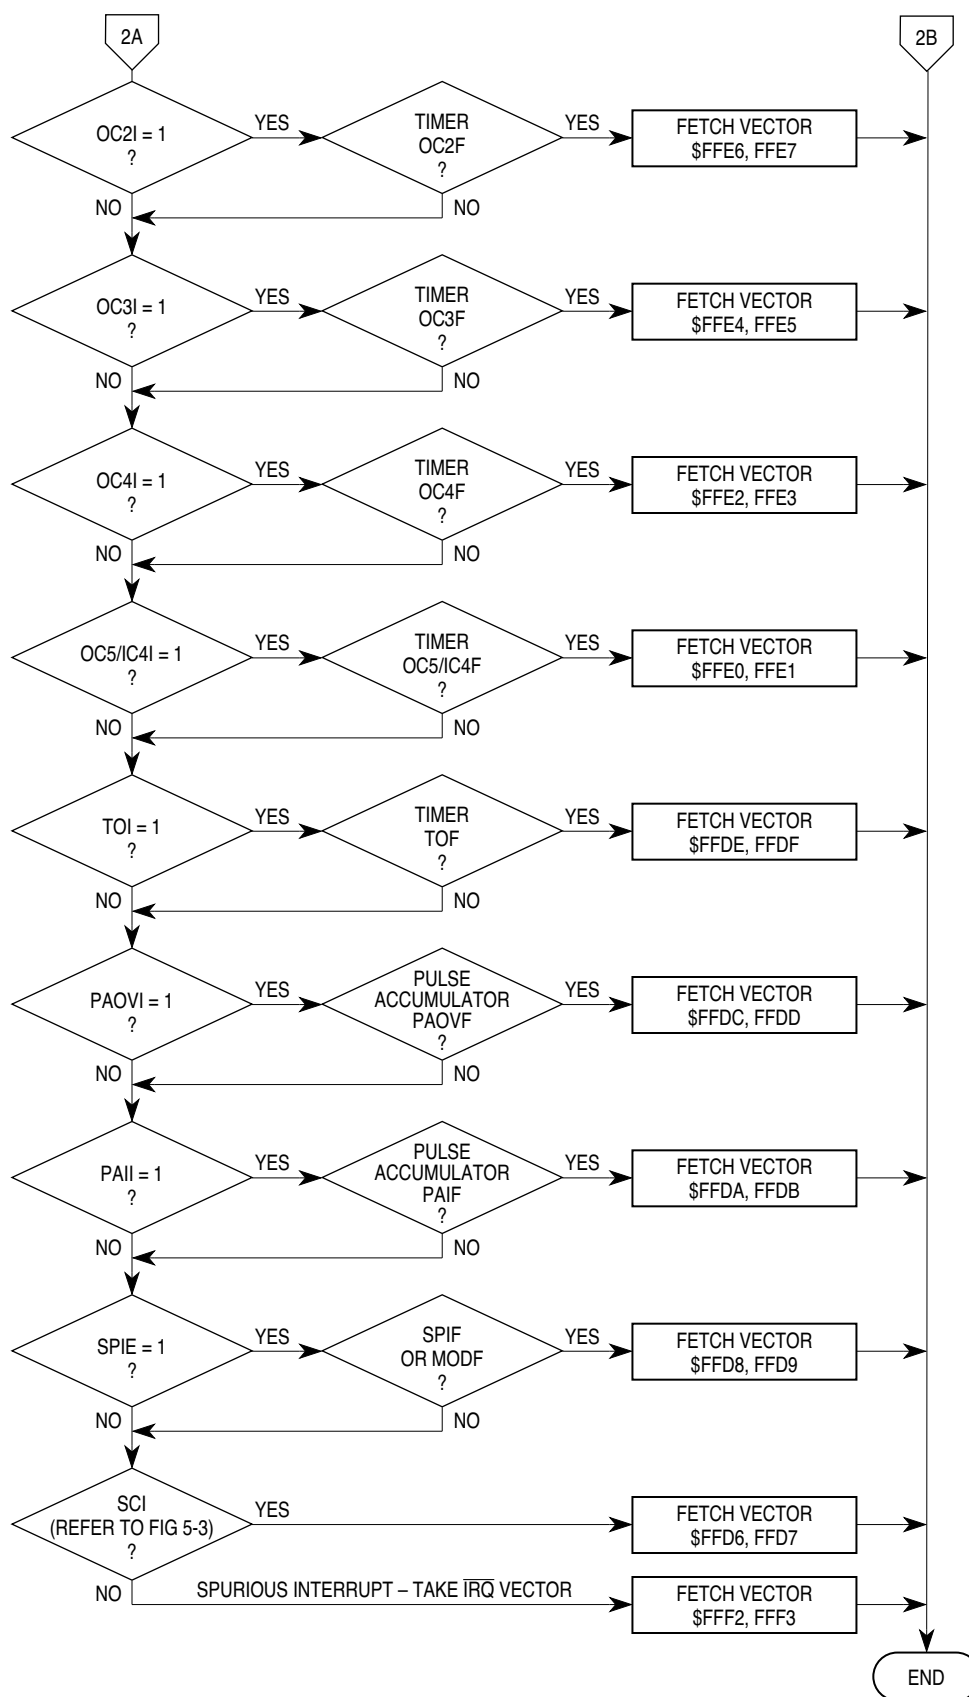 2A
2B
OC2I = 1
?
YES
TIMER
OC2F
?
YES
FETCH VECTOR
$FFE6, FFE7
NO
NO
OC3I = 1
?
YES
TIMER
OC3F
?
YES
FETCH VECTOR
$FFE4, FFE5
NO
NO
OC4I = 1
?
YES
TIMER
OC4F
?
YES
FETCH VECTOR
$FFE2, FFE3
NO
NO
OC5/IC4I = 1
?
YES
TIMER
OC5/IC4F
?
YES
FETCH VECTOR
$FFE0, FFE1
NO
NO
TOI = 1
?
YES
TIMER
TOF
?
YES
FETCH VECTOR
$FFDE, FFDF
NO
NO
PAOVI = 1
?
YES
PULSE
ACCUMULATOR
PAOVF
?
YES
FETCH VECTOR
$FFDC, FFDD
NO
NO
PAII = 1
?
YES
PULSE
ACCUMULATOR
PAIF
?
YES
FETCH VECTOR
$FFDA, FFDB
NO
NO
SPIE = 1
?
YES
SPIF
OR MODF
?
YES
FETCH VECTOR
$FFD8, FFD9
NO
NO
SCI
(REFER TO FIG 5-3)
?
YES
FETCH VECTOR
$FFD6, FFD7
NO
SPURIOUS INTERRUPT – TAKE I̅R̅Q̅ VECTOR
FETCH VECTOR
$FFF2, FFF3
END